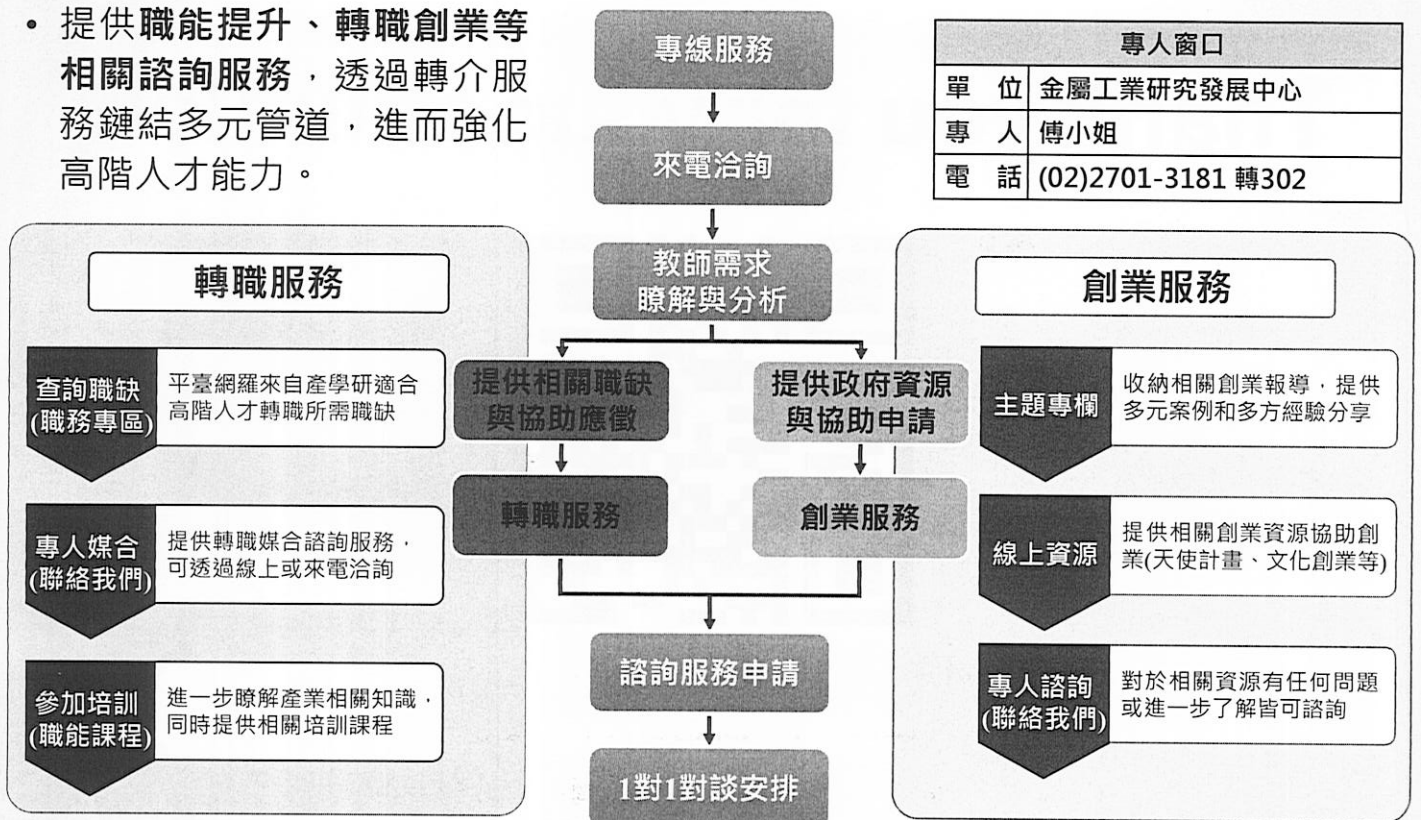 • 提供職能提升、轉職創業等
相關諮詢服務，透過轉介服
務鏈結多元管道，進而強化
高階人才能力。
專線服務
來電洽詢
教師需求
瞭解與分析
提供相關職缺
與協助應徵
提供政府資源
與協助申請
轉職服務
創業服務
諮詢服務申請
1對1對談安排
專人窗口
單 位 金屬工業研究發展中心
專 人 傅小姐
電 話 (02)2701-3181 轉302
轉職服務
查詢職缺
(職務專區)
平臺網羅來自產學研適合
高階人才轉職所需職缺
專人媒合
(聯絡我們)
提供轉職媒合諮詢服務，
可透過線上或來電洽詢
參加培訓
(職能課程)
進一步瞭解產業相關知識，
同時提供相關培訓課程
創業服務
主題專欄
收納相關創業報導，提供
多元案例和多方經驗分享
線上資源
提供相關創業資源協助創
業(天使計畫、文化創業等)
專人諮詢
(聯絡我們)
對於相關資源有任何問題
或進一步了解皆可諮詢